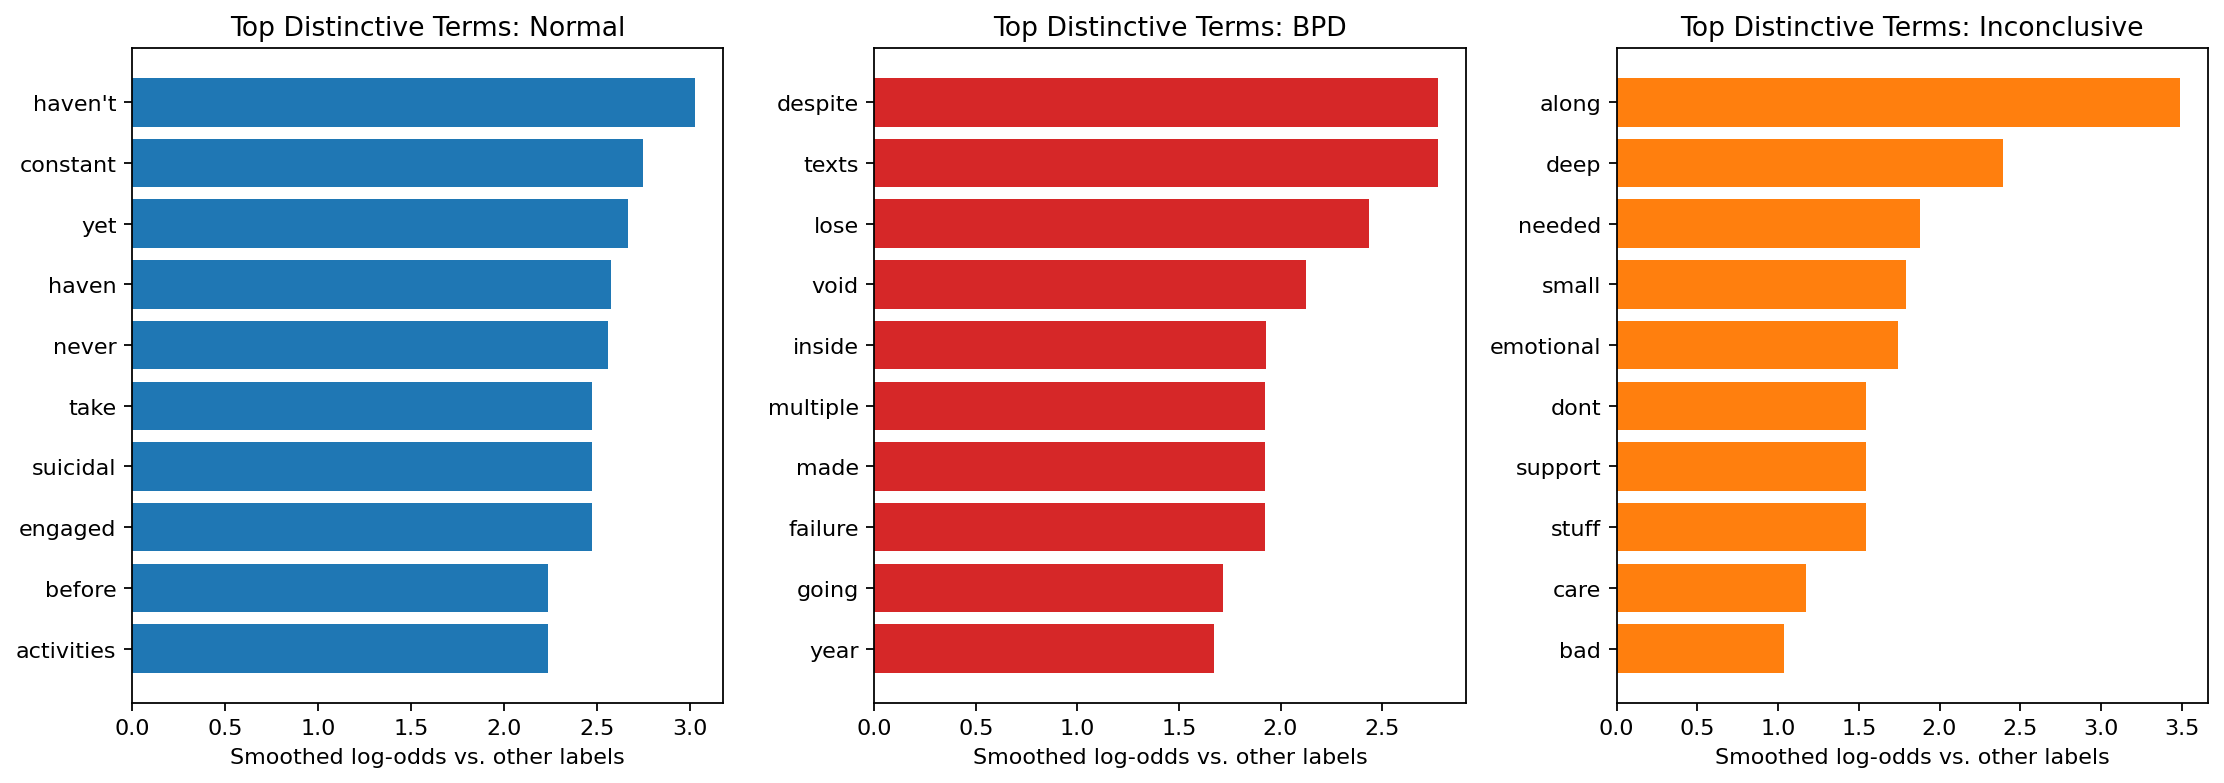 Top Distinctive Terms: Normal
haven't
constant
yet
haven
never
take
suicidal
engaged
before
activities
0.0 0.5 1.0 1.5 2.0 2.5 3.0
Smoothed log-odds vs. other labels
Top Distinctive Terms: BPD
despite
texts
lose
void
inside
multiple
made
failure
going
year
0.0 0.5 1.0 1.5 2.0 2.5
Smoothed log-odds vs. other labels
Top Distinctive Terms: Inconclusive
along
deep
needed
small
emotional
dont
support
stuff
care
bad
0.0 0.5 1.0 1.5 2.0 2.5 3.0 3.5
Smoothed log-odds vs. other labels